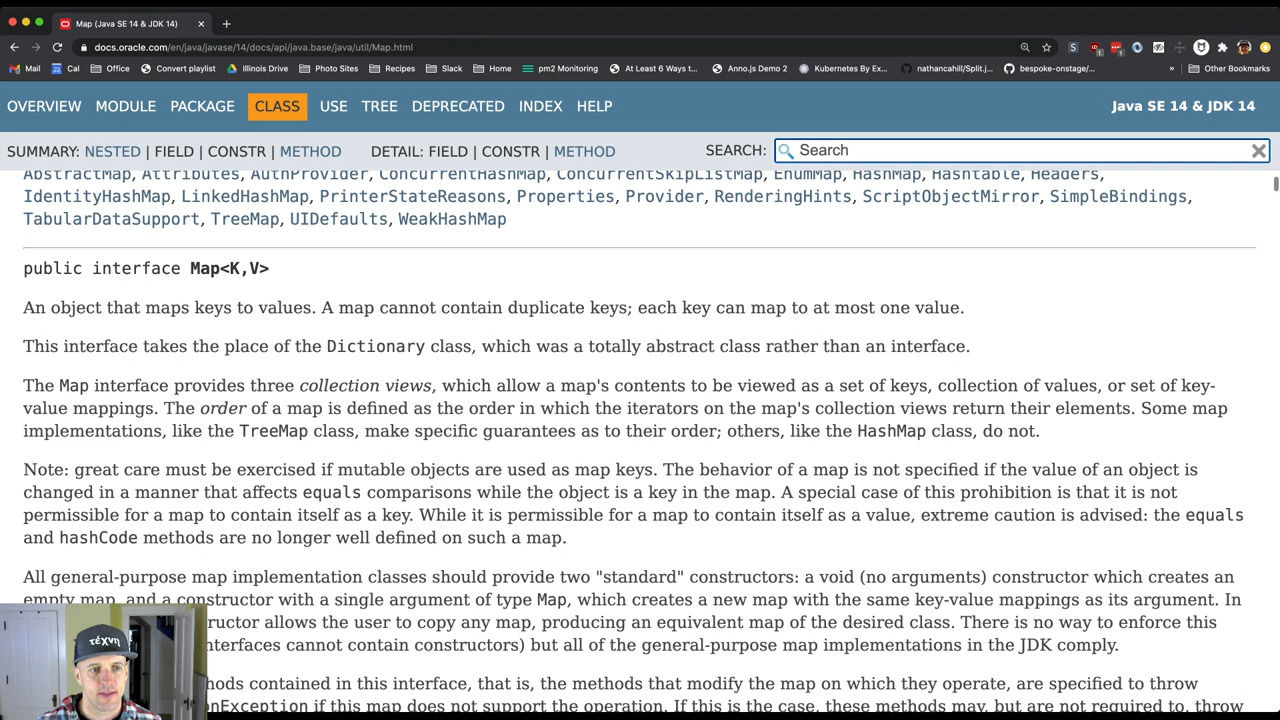 Map (Java SE 14 & JDK 14)
docs.oracle.com/en/java/javase/14/docs/api/java.base/java/util/Map.html
Mail Cal Office Convert playlist Illinois Drive Photo Sites Recipes Slack Home pm2 Monitoring At Least 6 Ways t... Anno.js Demo 2 Kubernetes By Ex... nathancahill/Split.j... bespoke-onstage/... » Other Bookmarks
OVERVIEW MODULE PACKAGE CLASS USE TREE DEPRECATED INDEX HELP Java SE 14 & JDK 14
SUMMARY: NESTED | FIELD | CONSTR | METHOD DETAIL: FIELD | CONSTR | METHOD SEARCH: Search
AbstractMap, Attributes, AuthProvider, ConcurrentHashMap, ConcurrentSkipListMap, EnumMap, HashMap, Hashtable, Headers,
IdentityHashMap, LinkedHashMap, PrinterStateReasons, Properties, Provider, RenderingHints, ScriptObjectMirror, SimpleBindings,
TabularDataSupport, TreeMap, UIDefaults, WeakHashMap
public interface Map<K,V>
An object that maps keys to values. A map cannot contain duplicate keys; each key can map to at most one value.
This interface takes the place of the Dictionary class, which was a totally abstract class rather than an interface.
The Map interface provides three collection views, which allow a map's contents to be viewed as a set of keys, collection of values, or set of key-
value mappings. The order of a map is defined as the order in which the iterators on the map's collection views return their elements. Some map
implementations, like the TreeMap class, make specific guarantees as to their order; others, like the HashMap class, do not.
Note: great care must be exercised if mutable objects are used as map keys. The behavior of a map is not specified if the value of an object is
changed in a manner that affects equals comparisons while the object is a key in the map. A special case of this prohibition is that it is not
permissible for a map to contain itself as a key. While it is permissible for a map to contain itself as a value, extreme caution is advised: the equals
and hashCode methods are no longer well defined on such a map.
All general-purpose map implementation classes should provide two "standard" constructors: a void (no arguments) constructor which creates an
empty map, and a constructor with a single argument of type Map, which creates a new map with the same key-value mappings as its argument. In
ructor allows the user to copy any map, producing an equivalent map of the desired class. There is no way to enforce this
nterfaces cannot contain constructors) but all of the general-purpose map implementations in the JDK comply.
hods contained in this interface, that is, the methods that modify the map on which they operate, are specified to throw
onException if this map does not support the operation. If this is the case, these methods may, but are not required to, throw
τέχνη